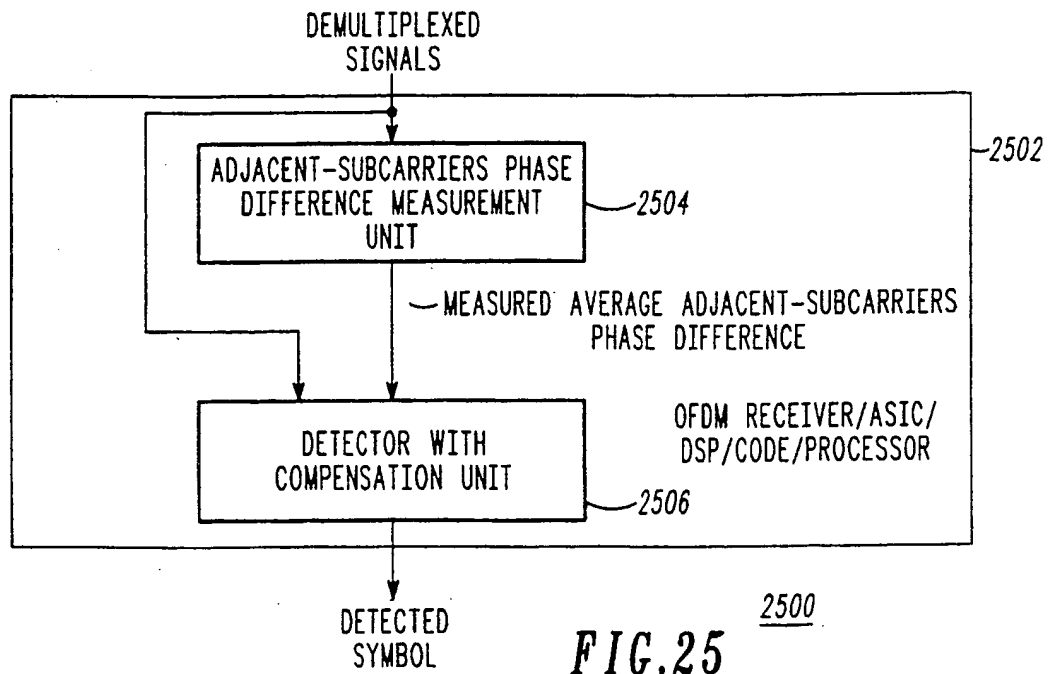 DEMULTIPLEXED
SIGNALS
2502
ADJACENT-SUBCARRIERS PHASE
DIFFERENCE MEASUREMENT
UNIT
2504
MEASURED AVERAGE ADJACENT-SUBCARRIERS
PHASE DIFFERENCE
OFDM RECEIVER/ASIC/
DSP/CODE/PROCESSOR
DETECTOR WITH
COMPENSATION UNIT
2506
DETECTED
SYMBOL
2500
FIG.25